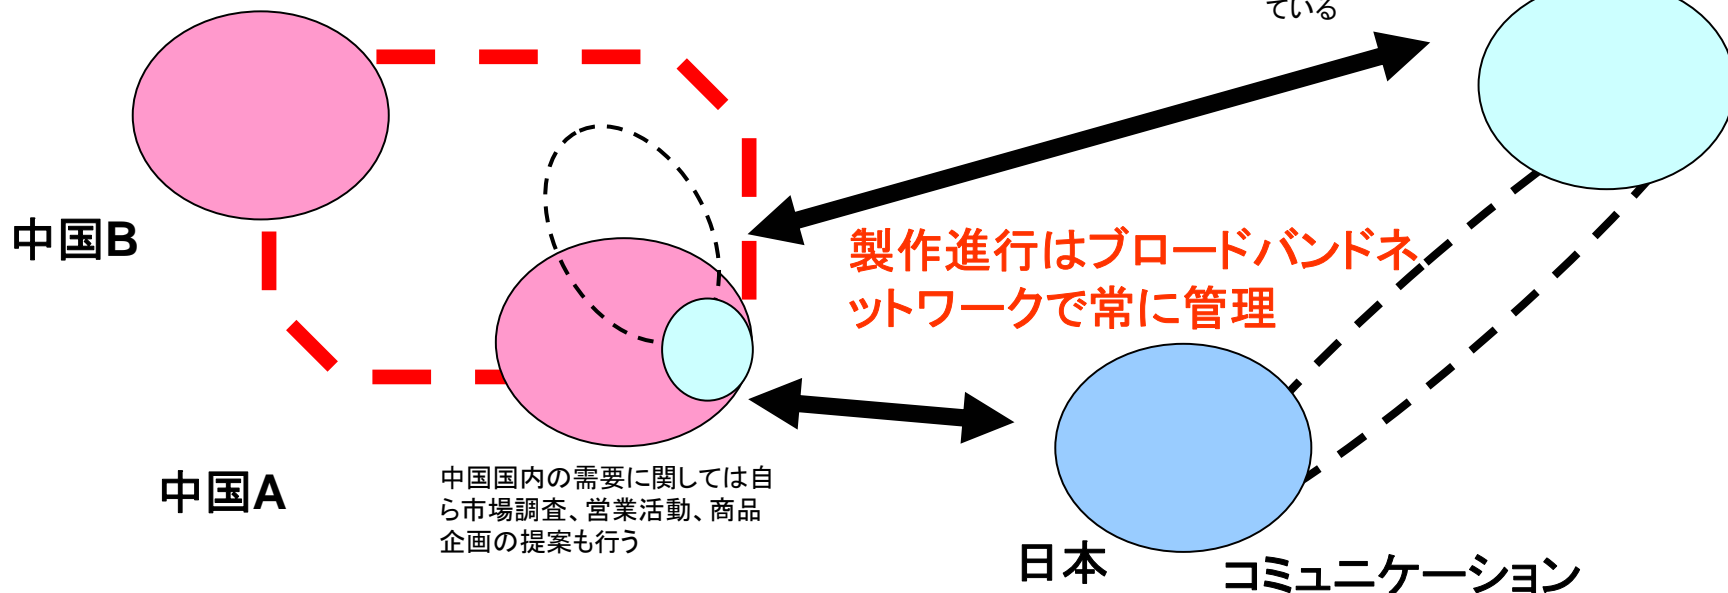 ている
中国B
製作進行はブロードバンドネ
ットワークで常に管理
中国A
中国国内の需要に関しては自
ら市場調査、営業活動、商品
企画の提案も行う
日本
コミュニケーション